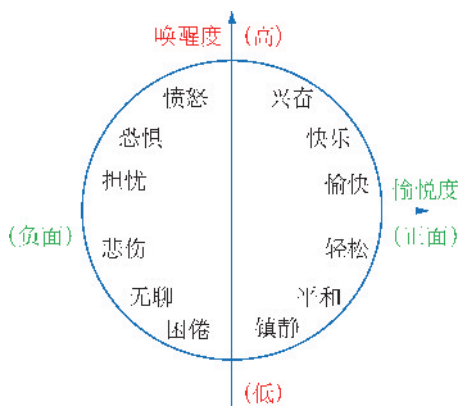 唤醒度 (高)
愤怒 兴奋
恐惧 快乐
担忧 愉快 愉悦度
(负面) (正面)
悲伤 轻松
无聊 平和
困倦 镇静
(低)